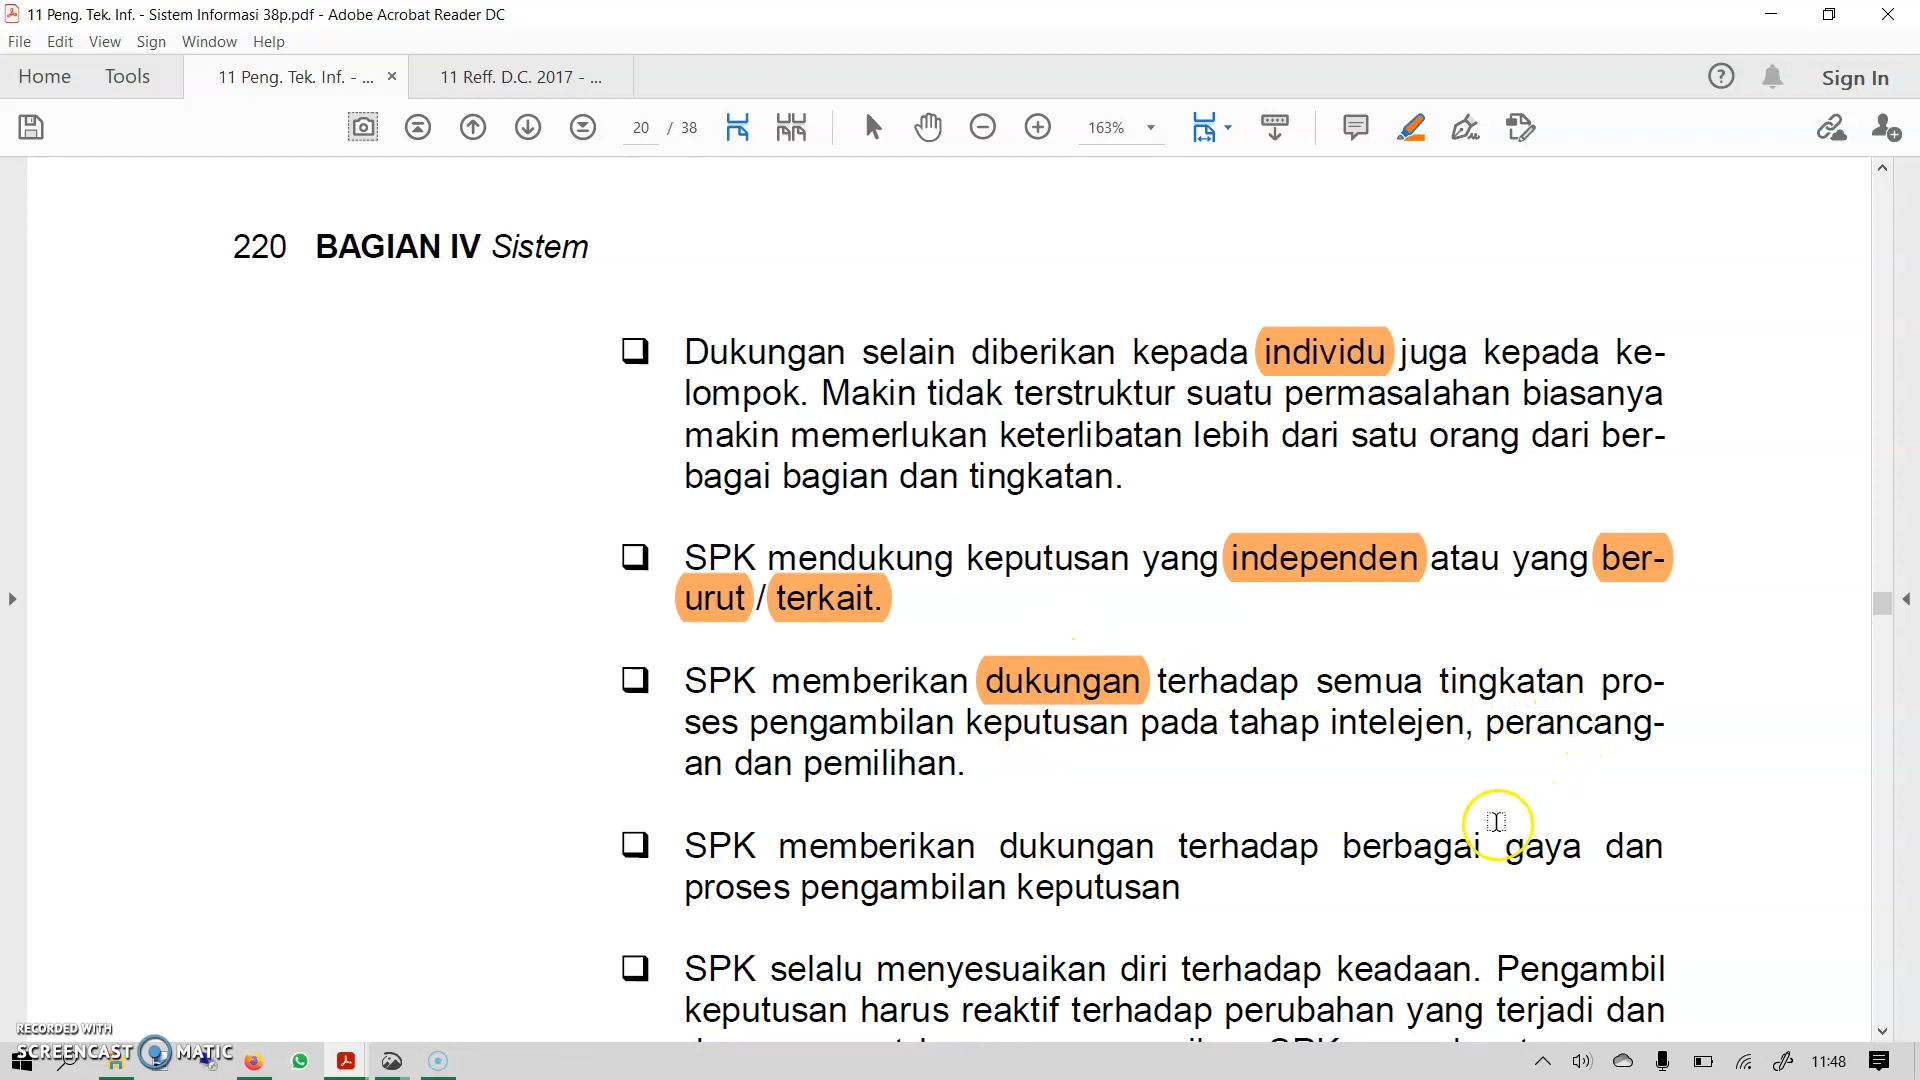 11 Peng. Tek. Inf. - Sistem Informasi 38p.pdf - Adobe Acrobat Reader DC
File Edit View Sign Window Help
Home Tools 11 Peng. Tek. Inf. - ... × 11 Reff. D.C. 2017 - ... Sign In
20 / 38 163%
220 BAGIAN IV Sistem
❑ Dukungan selain diberikan kepada individu juga kepada ke-
lompok. Makin tidak terstruktur suatu permasalahan biasanya
makin memerlukan keterlibatan lebih dari satu orang dari ber-
bagai bagian dan tingkatan.
❑ SPK mendukung keputusan yang independen atau yang ber-
urut / terkait.
❑ SPK memberikan dukungan terhadap semua tingkatan pro-
ses pengambilan keputusan pada tahap intelejen, perancang-
an dan pemilihan.
❑ SPK memberikan dukungan terhadap berbagai gaya dan
proses pengambilan keputusan
❑ SPK selalu menyesuaikan diri terhadap keadaan. Pengambil
keputusan harus reaktif terhadap perubahan yang terjadi dan
RECORDED WITH
SCREENCAST MATIC
11:48